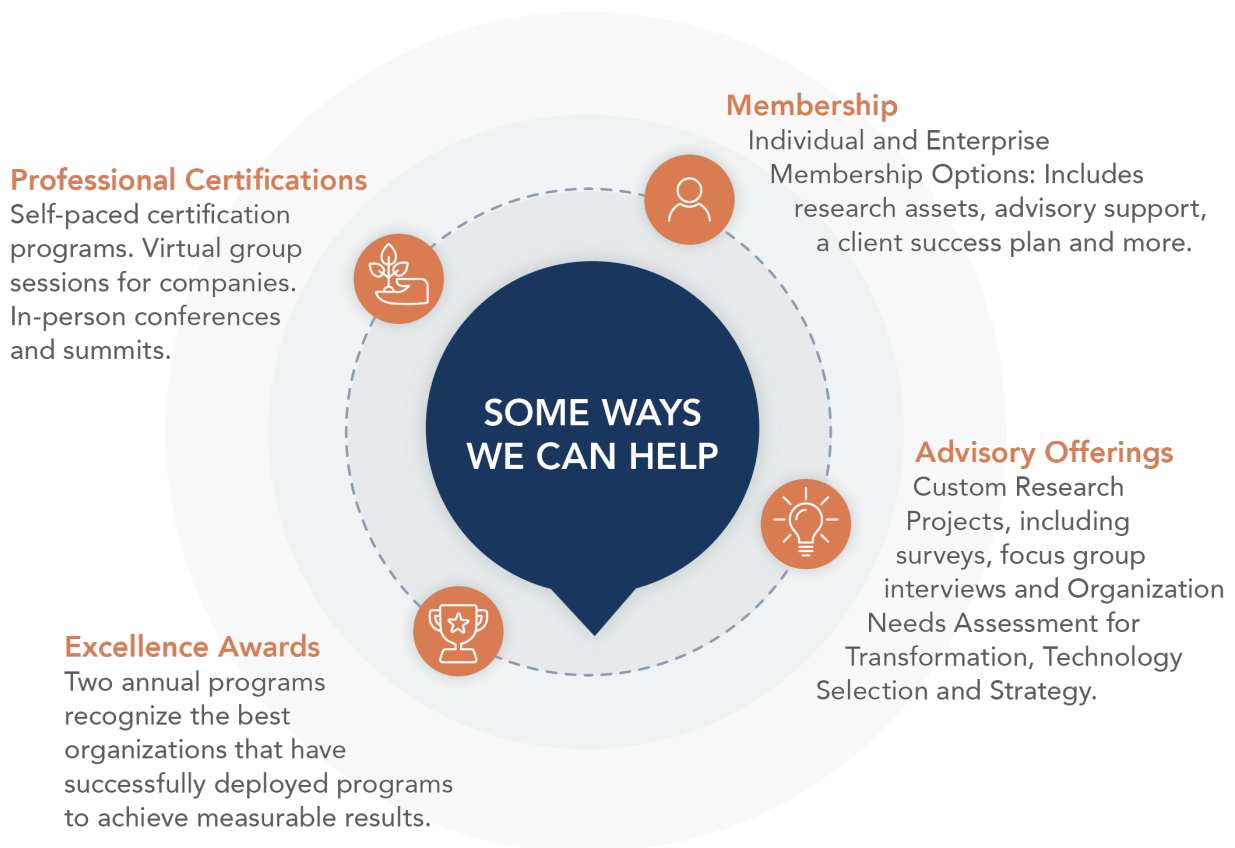 Membership
Individual and Enterprise
Membership Options: Includes
research assets, advisory support,
a client success plan and more.
Professional Certifications
Self-paced certification
programs. Virtual group
sessions for companies.
In-person conferences
and summits.
SOME WAYS
WE CAN HELP
Advisory Offerings
Custom Research
Projects, including
surveys, focus group
interviews and Organization
Needs Assessment for
Transformation, Technology
Selection and Strategy.
Excellence Awards
Two annual programs
recognize the best
organizations that have
successfully deployed programs
to achieve measurable results.